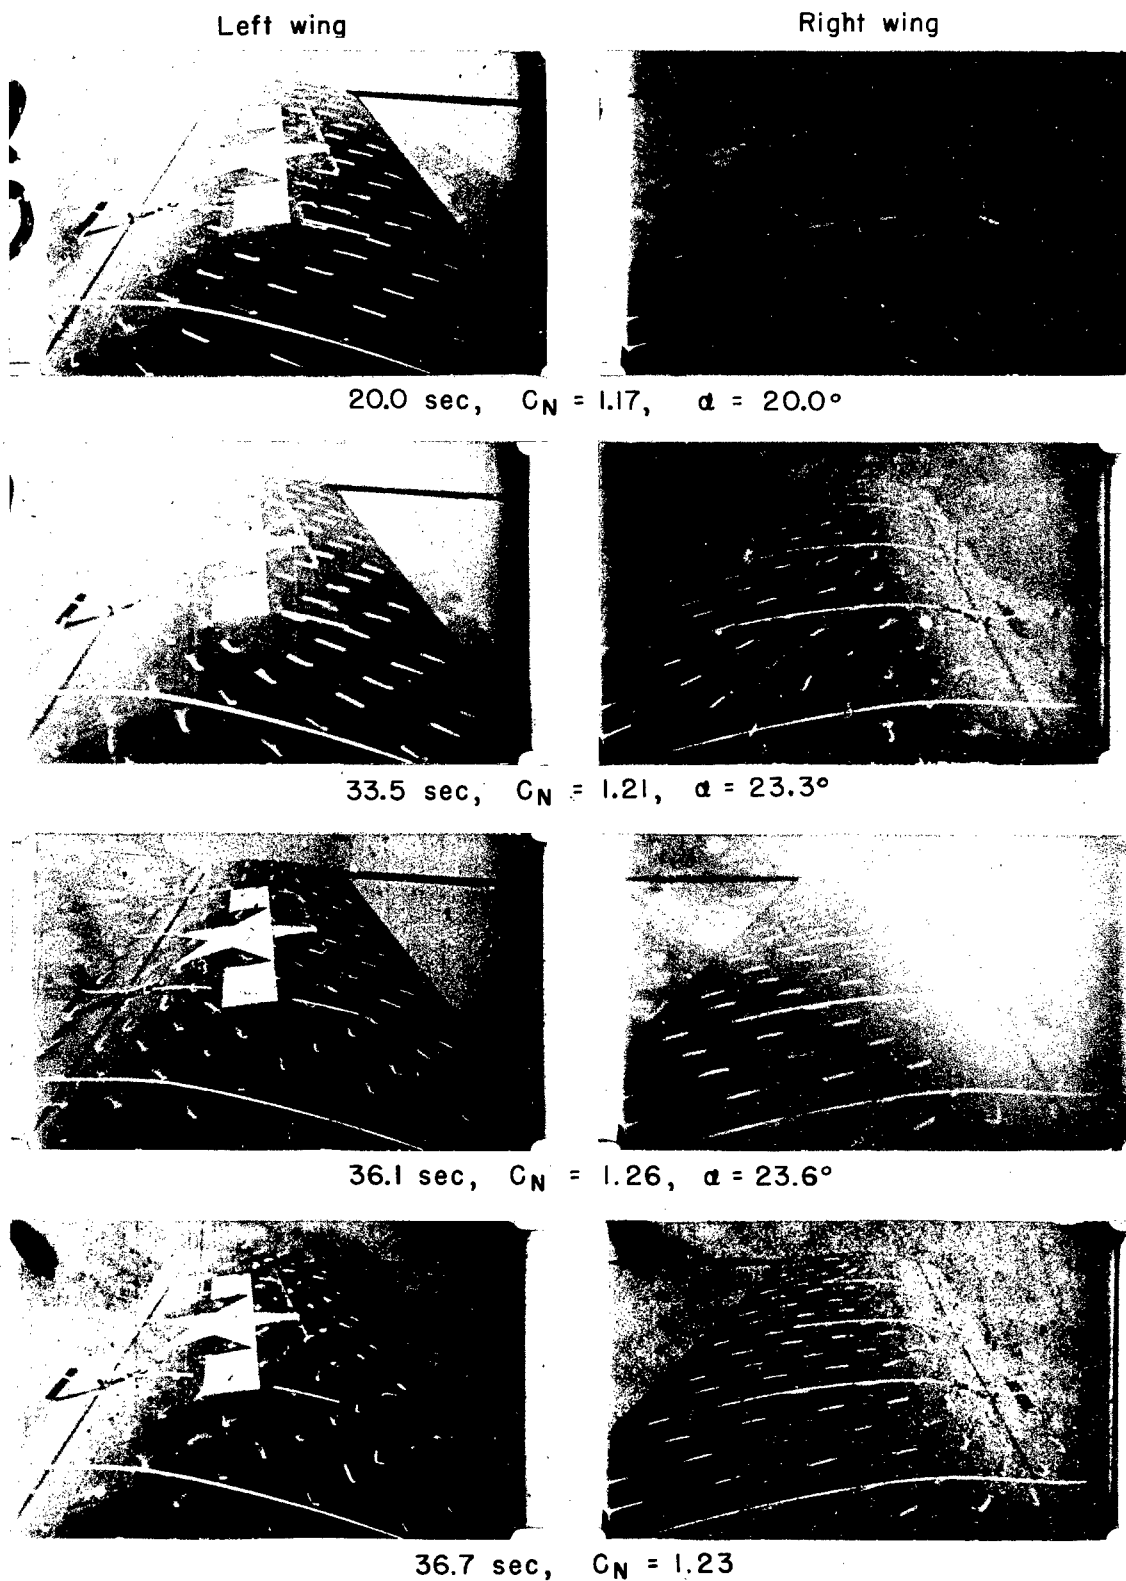 Left wing
Right wing
20.0 sec, C_N = 1.17, α = 20.0°
33.5 sec, C_N = 1.21, α = 23.3°
36.1 sec, C_N = 1.26, α = 23.6°
36.7 sec, C_N = 1.23